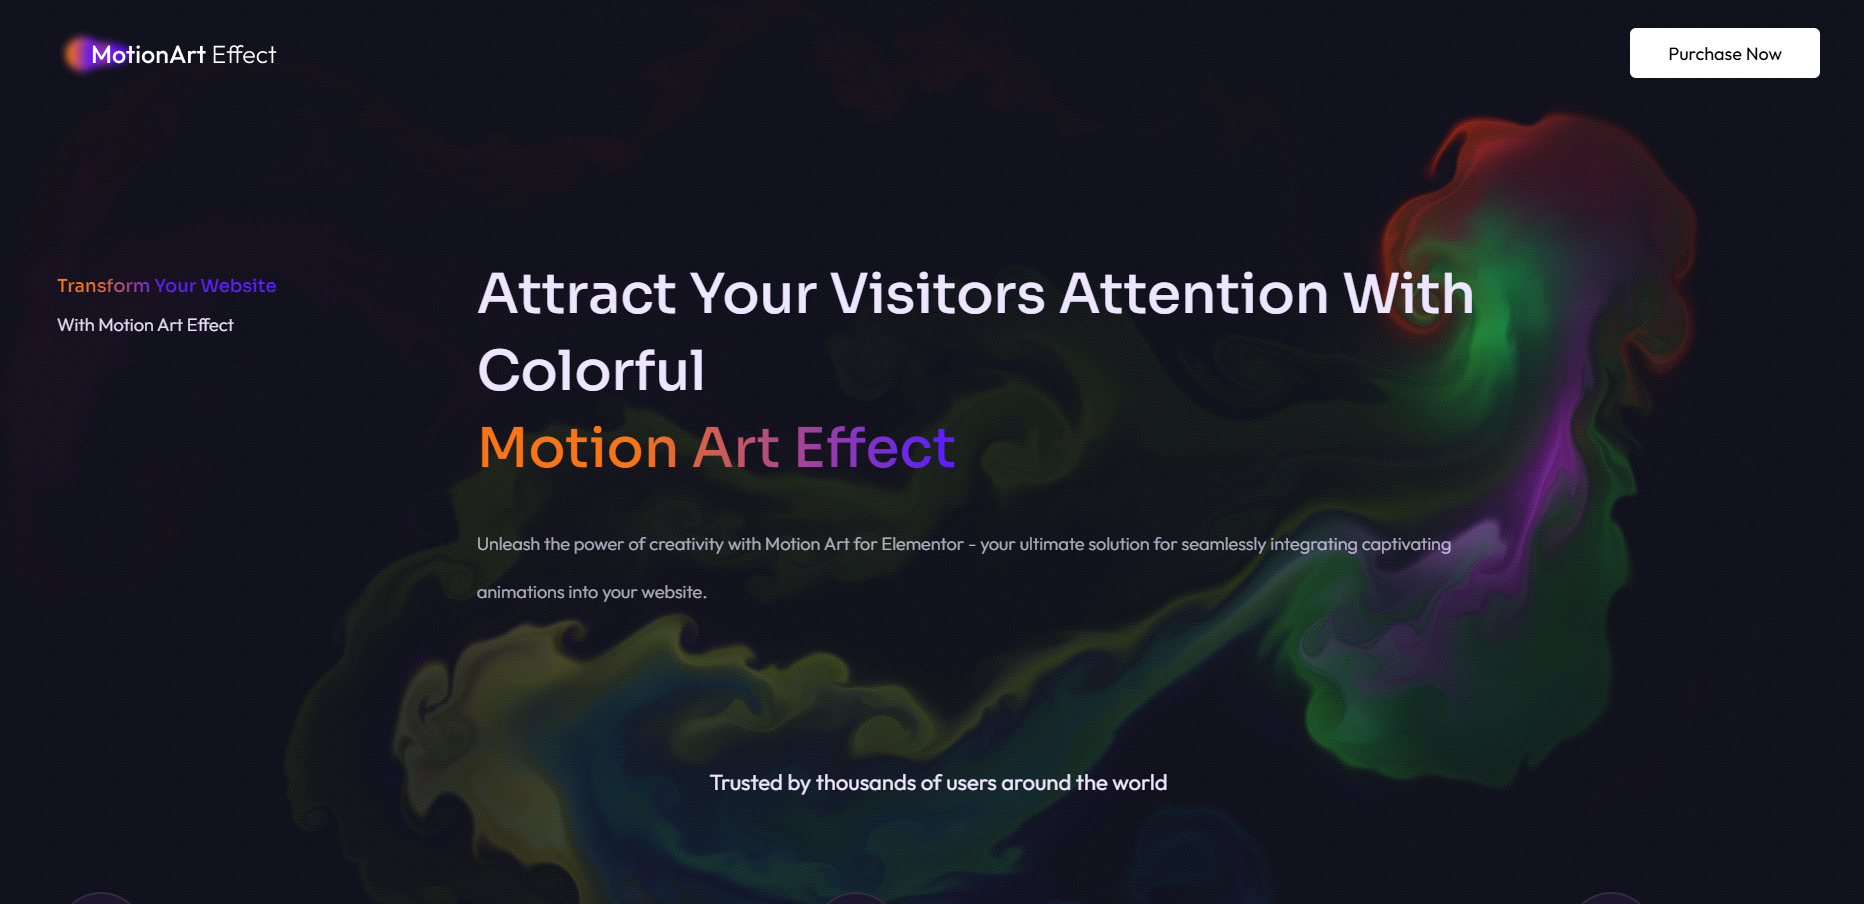 MotionArt Effect
Purchase Now
Transform Your Website
With Motion Art Effect
Attract Your Visitors Attention With
Colorful
Motion Art Effect
Unleash the power of creativity with Motion Art for Elementor - your ultimate solution for seamlessly integrating captivating
animations into your website.
Trusted by thousands of users around the world